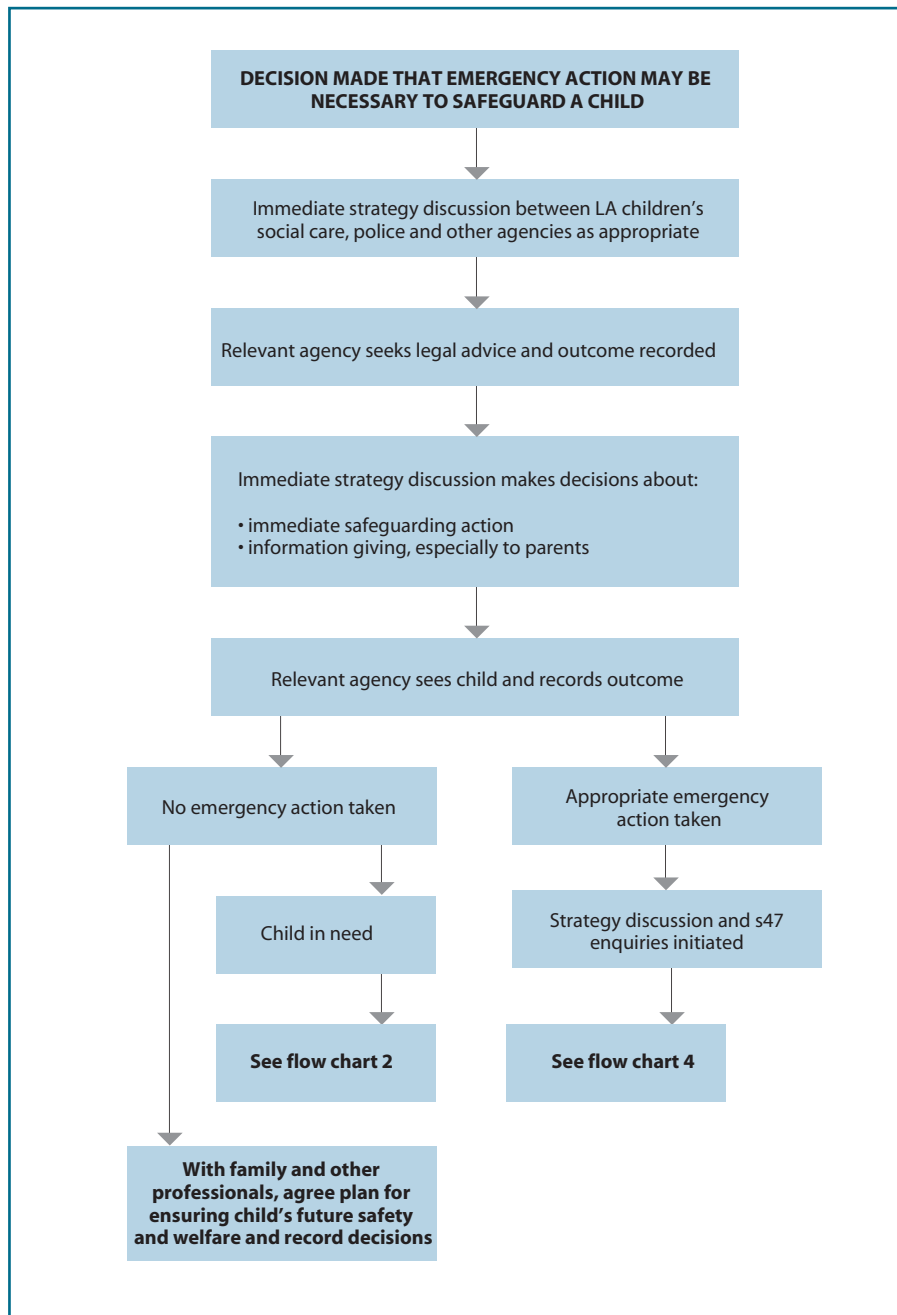 DECISION MADE THAT EMERGENCY ACTION MAY BE
NECESSARY TO SAFEGUARD A CHILD
Immediate strategy discussion between LA children’s
social care, police and other agencies as appropriate
Relevant agency seeks legal advice and outcome recorded
Immediate strategy discussion makes decisions about:
• immediate safeguarding action
• information giving, especially to parents
Relevant agency sees child and records outcome
No emergency action taken
Appropriate emergency
action taken
Child in need
Strategy discussion and s47
enquiries initiated
See flow chart 2
See flow chart 4
With family and other
professionals, agree plan for
ensuring child’s future safety
and welfare and record decisions